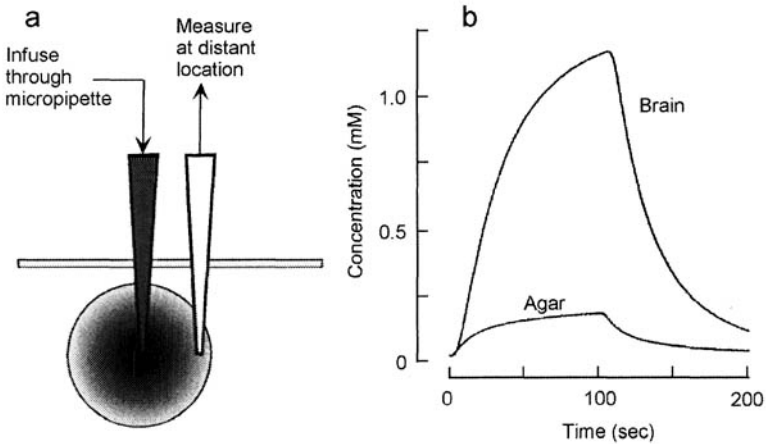 a
Infuse
through
micropipette
Measure
at distant
location
b
Concentration (mM)
1.0
0.5
0
Brain
Agar
0 100 200
Time (sec)